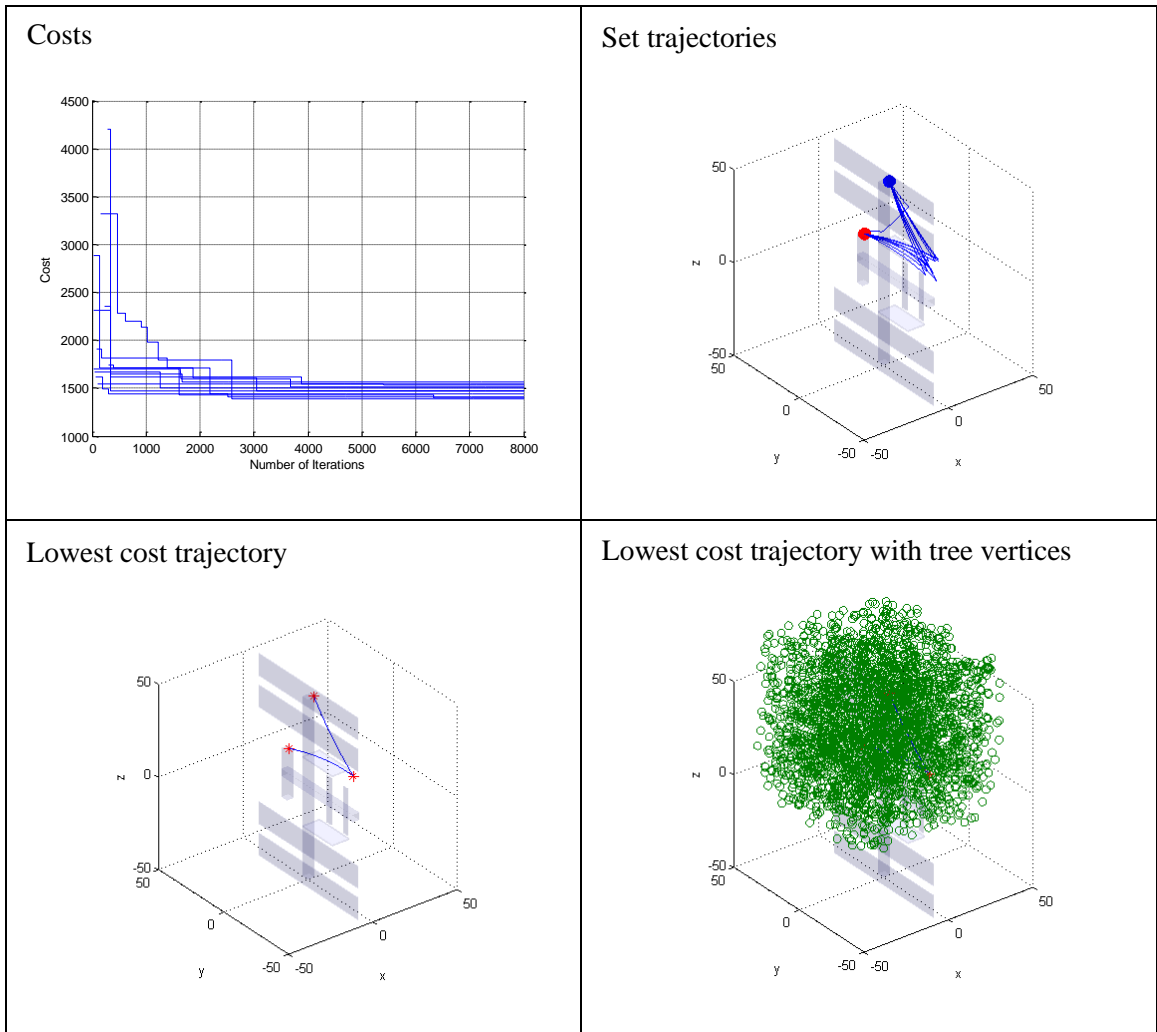 Costs
4500
4000
3500
3000
2500
2000
1500
1000
Cost
0 1000 2000 3000 4000 5000 6000 7000 8000
Number of Iterations
Set trajectories
50
0
-50
z
50
0
-50
y
-50
0
50
x
Lowest cost trajectory
50
0
-50
z
50
0
-50
y
-50
0
50
x
Lowest cost trajectory with tree vertices
50
0
-50
z
50
0
-50
y
-50
0
50
x